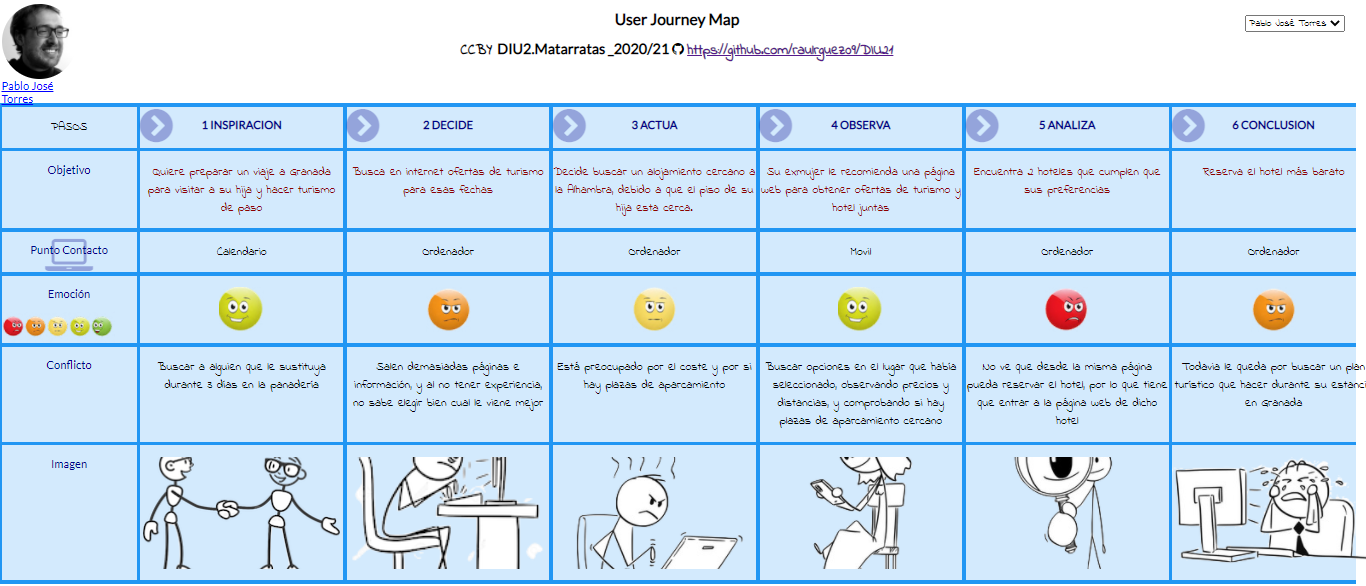 User Journey Map
Pablo José Torres
CCBY DIU2.Matarratas_2020/21 https://github.com/raulrguez09/DIU21
Pablo José
Torres
PASOS
1 INSPIRACION
2 DECIDE
3 ACTUA
4 OBSERVA
5 ANALIZA
6 CONCLUSION
Objetivo
Quiere preparar un viaje a Granada
para visitar a su hija y hacer turismo
de paso
Busca en internet ofertas de turismo
para esas fechas
Decide buscar un alojamiento cercano a
la Alhambra, debido a que el piso de su
hija esta cerca.
Su exmujer le recomienda una página
web para obtener ofertas de turismo y
hotel juntas
Encuentra 2 hoteles que cumplen que
sus preferencias
Reserva el hotel más barato
Punto Contacto
Calendario
Ordenador
Ordenador
Movil
Ordenador
Ordenador
Emoción
Conflicto
Buscar a alguien que le sustituya
durante 3 días en la panadería
Salen demasiadas páginas e
información, y al no tener experiencia,
no sabe elegir bien cual le viene mejor
Está preocupado por el coste y por si
hay plazas de aparcamiento
Buscar opciones en el lugar que había
seleccionado, observando precios y
distancias, y comprobando si hay
plazas de aparcamiento cercano
No ve que desde la misma página
pueda reservar el hotel, por lo que tiene
que entrar a la página web de dicho
hotel
Todavia le queda por buscar un plan
turístico que hacer durante su estanci
en Granada
Imagen